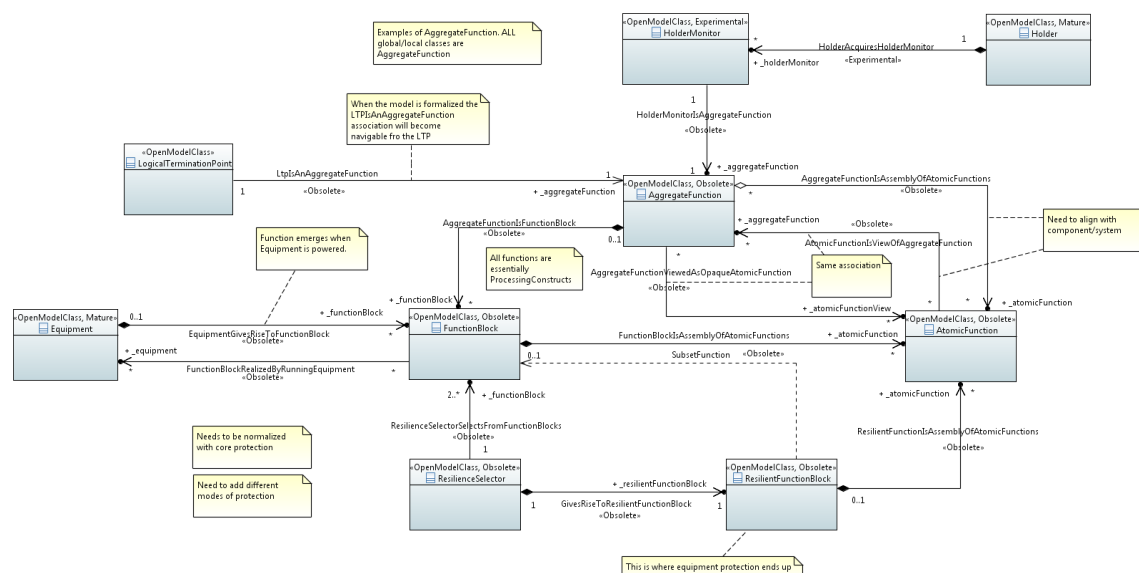 Examples of AggregateFunction. ALL
global/local classes are
AggregateFunction
«OpenModelClass, Experimental»
HolderMonitor
«OpenModelClass, Mature»
Holder
*
1
HolderAcquiresHolderMonitor
+ _holderMonitor
«Experimental»
When the model is formalized the
LTPIsAnAggregateFunction
association will become
navigable fro the LTP
1
HolderMonitorIsAggregateFunction
«Obsolete»
+ _aggregateFunction
1
«OpenModelClass»
LogicalTerminationPoint
LtpIsAnAggregateFunction
1
1
«Obsolete»
+ _aggregateFunction
«OpenModelClass, Obsolete»
AggregateFunction
AggregateFunctionIsAssemblyOfAtomicFunctions
*
«Obsolete»
Need to align with
component/system
+ _aggregateFunction
«Obsolete»
AtomicFunctionIsViewOfAggregateFunction
*
Function emerges when
Equipment is powered.
AggregateFunctionIsFunctionBlock
«Obsolete»
0..1
All functions are
essentially
ProcessingConstructs
*
AggregateFunctionViewedAsOpaqueAtomicFunction
«Obsolete»
Same association
+ _functionBlock
*
+ _atomicFunctionView
*
*
*
+ _atomicFunction
«OpenModelClass, Mature»
Equipment
0..1
+ _functionBlock
*
EquipmentGivesRiseToFunctionBlock
«Obsolete»
+ _equipment
*
*
FunctionBlockRealizedByRunningEquipment
«Obsolete»
«OpenModelClass, Obsolete»
FunctionBlock
FunctionBlockIsAssemblyOfAtomicFunctions
+ _atomicFunction
0..1
SubsetFunction
«Obsolete»
*
«OpenModelClass, Obsolete»
AtomicFunction
2..*
+ _functionBlock
+ _atomicFunction
*
ResilienceSelectorSelectsFromFunctionBlocks
«Obsolete»
1
ResilientFunctionIsAssemblyOfAtomicFunctions
«Obsolete»
Needs to be normalized
with core protection
Need to add different
modes of protection
«OpenModelClass, Obsolete»
ResilienceSelector
+ _resilientFunctionBlock
1
GivesRiseToResilientFunctionBlock
1
«Obsolete»
«OpenModelClass, Obsolete»
ResilientFunctionBlock
0..1
This is where equipment protection ends up